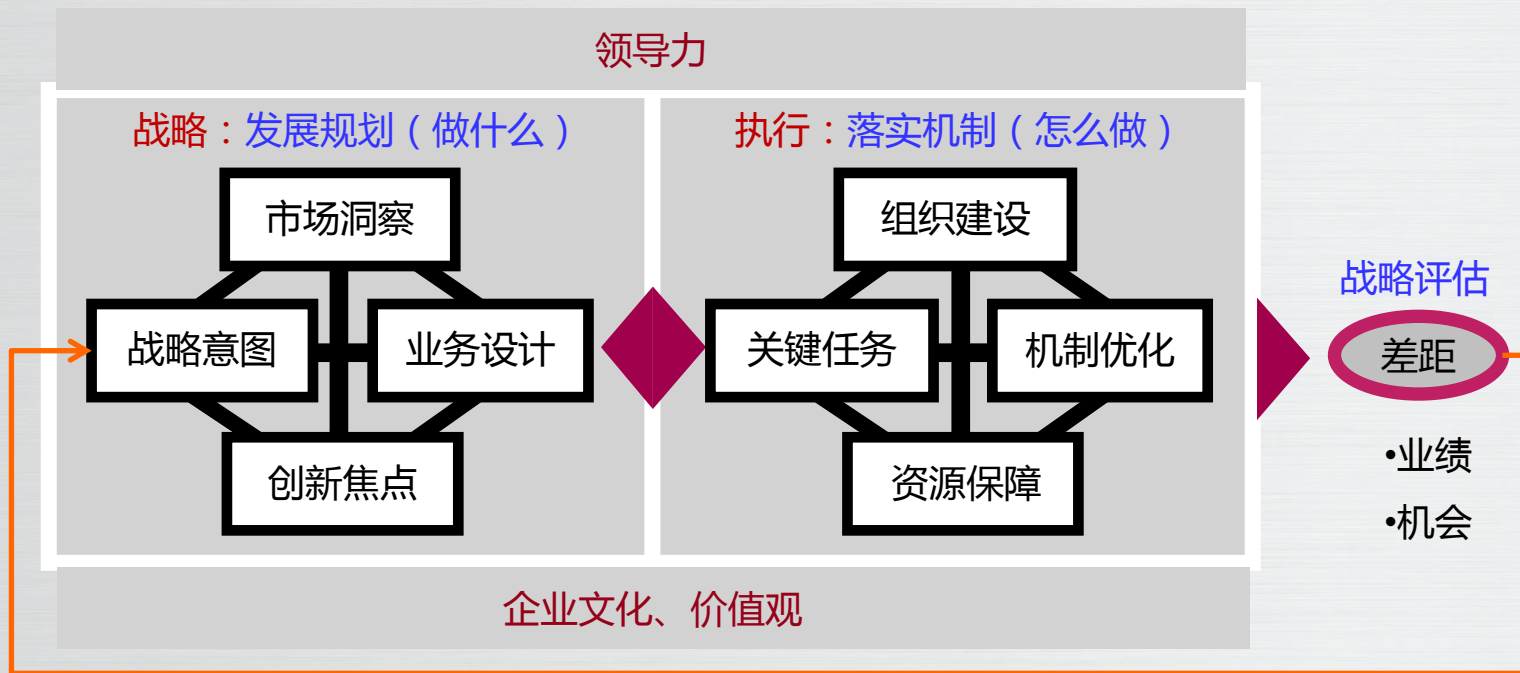 领导力
战略：发展规划（做什么）
市场洞察
战略意图
业务设计
创新焦点
执行：落实机制（怎么做）
组织建设
关键任务
机制优化
资源保障
战略评估
差距
•业绩
•机会
企业文化、价值观